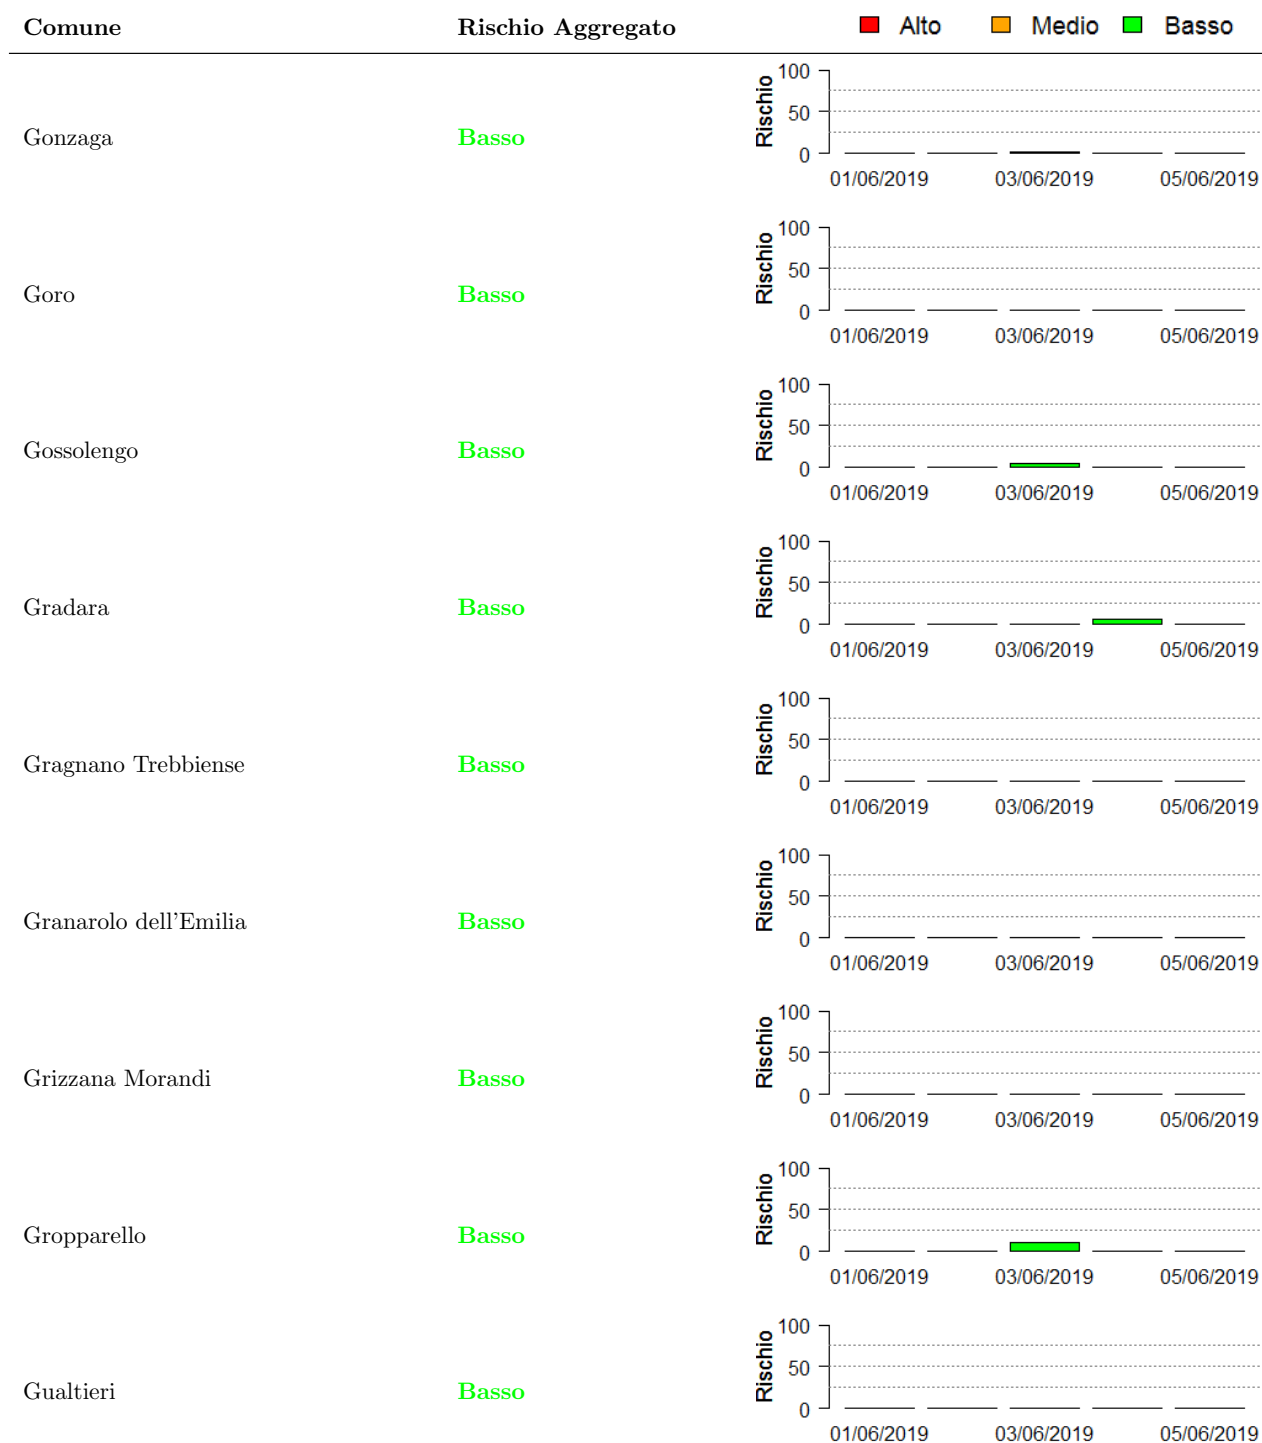 Comune Rischio Aggregato Alto Medio Basso
Gonzaga Basso Rischio 100 50 0
01/06/2019 03/06/2019 05/06/2019
Goro Basso Rischio 100 50 0
01/06/2019 03/06/2019 05/06/2019
Gossolengo Basso Rischio 100 50 0
01/06/2019 03/06/2019 05/06/2019
Gradara Basso Rischio 100 50 0
01/06/2019 03/06/2019 05/06/2019
Gragnano Trebbiense Basso Rischio 100 50 0
01/06/2019 03/06/2019 05/06/2019
Granarolo dell'Emilia Basso Rischio 100 50 0
01/06/2019 03/06/2019 05/06/2019
Grizzana Morandi Basso Rischio 100 50 0
01/06/2019 03/06/2019 05/06/2019
Gropparello Basso Rischio 100 50 0
01/06/2019 03/06/2019 05/06/2019
Gualtieri Basso Rischio 100 50 0
01/06/2019 03/06/2019 05/06/2019